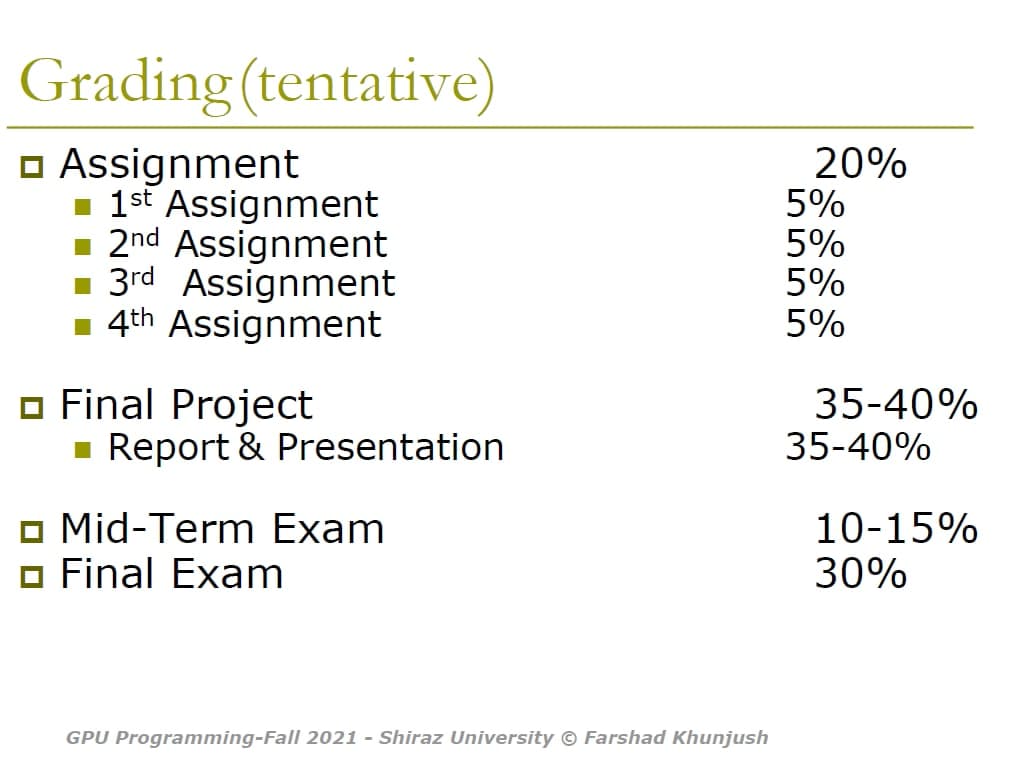 Grading (tentative)
Assignment 20%
1st Assignment 5%
2nd Assignment 5%
3rd Assignment 5%
4th Assignment 5%
Final Project 35-40%
Report & Presentation 35-40%
Mid-Term Exam 10-15%
Final Exam 30%
GPU Programming-Fall 2021 - Shiraz University © Farshad Khunjush